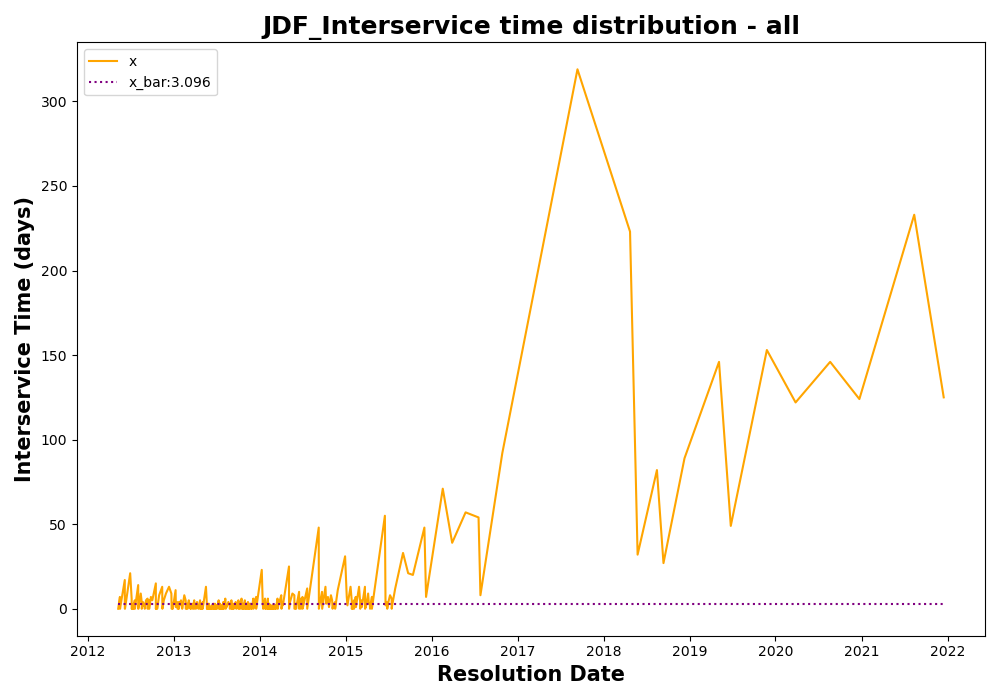 JDF_Interservice time distribution - all
x
x_bar:3.096
Interservice Time (days)
300
250
200
150
100
50
0
2012 2013 2014 2015 2016 2017 2018 2019 2020 2021 2022
Resolution Date